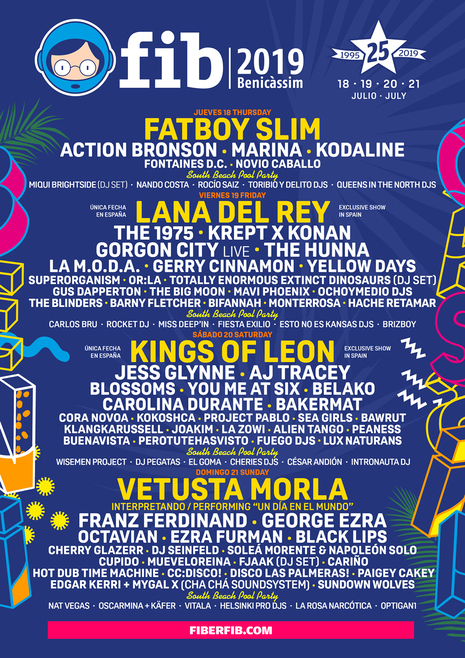 fib 2019
Benicàssim
1995 25 2019
18 · 19 · 20 · 21
JULIO · JULY
JUEVES 18 THURSDAY
FATBOY SLIM
ACTION BRONSON · MARINA · KODALINE
FONTAINES D.C. · NOVIO CABALLO
South Beach Pool Party
MIQUI BRIGHTSIDE (DJ SET) · NANDO COSTA · ROCÍO SAIZ · TORIBIO Y DELITO DJS · QUEENS IN THE NORTH DJS
VIERNES 19 FRIDAY
ÚNICA FECHA EN ESPAÑA LANA DEL REY EXCLUSIVE SHOW IN SPAIN
THE 1975 · KREPT X KONAN
GORGON CITY LIVE · THE HUNNA
LA M.O.D.A. · GERRY CINNAMON · YELLOW DAYS
SUPERORGANISM · OR:LA · TOTALLY ENORMOUS EXTINCT DINOSAURS (DJ SET)
GUS DAPPERTON · THE BIG MOON · MAVI PHOENIX · OCHOYMEDIO DJS
THE BLINDERS · BARNY FLETCHER · BIFANNAH · MONTERROSA · HACHE RETAMAR
South Beach Pool Party
CARLOS BRU · ROCKET DJ · MISS DEEP'IN · FIESTA EXILIO · ESTO NO ES KANSAS DJS · BRIZBOY
SÁBADO 20 SATURDAY
ÚNICA FECHA EN ESPAÑA KINGS OF LEON EXCLUSIVE SHOW IN SPAIN
JESS GLYNNE · AJ TRACEY
BLOSSOMS · YOU ME AT SIX · BELAKO
CAROLINA DURANTE · BAKERMAT
CORA NOVOA · KOKOSHCA · PROJECT PABLO · SEA GIRLS · BAWRUT
KLANGKARUSSELL · JOAKIM · LA ZOWI · ALIEN TANGO · PEANESS
BUENAVISTA · PEROTUTEHASVISTO · FUEGO DJS · LUX NATURANS
South Beach Pool Party
WISEMEN PROJECT · DJ PEGATAS · EL GOMA · CHERIES DJS · CÉSAR ANDIÓN · INTRONAUTA DJ
DOMINGO 21 SUNDAY
VETUSTA MORLA
INTERPRETANDO / PERFORMING "UN DÍA EN EL MUNDO"
FRANZ FERDINAND · GEORGE EZRA
OCTAVIAN · EZRA FURMAN · BLACK LIPS
CHERRY GLAZERR · DJ SEINFELD · SOLEÁ MORENTE & NAPOLEÓN SOLO
CUPIDO · MUEVELOREINA · FJAAK (DJ SET) · CARIÑO
HOT DUB TIME MACHINE · CC:DISCO! · DISCO LAS PALMERAS! · PAIGEY CAKEY
EDGAR KERRI + MYGAL X (CHA CHÁ SOUNDSYSTEM) · SUNDOWN WOLVES
South Beach Pool Party
NAT VEGAS · OSCARMINA + KÄFER · VITALA · HELSINKI PRO DJS · LA ROSA NARCÓTICA · OPTIGAN1
FIBERFIB.COM